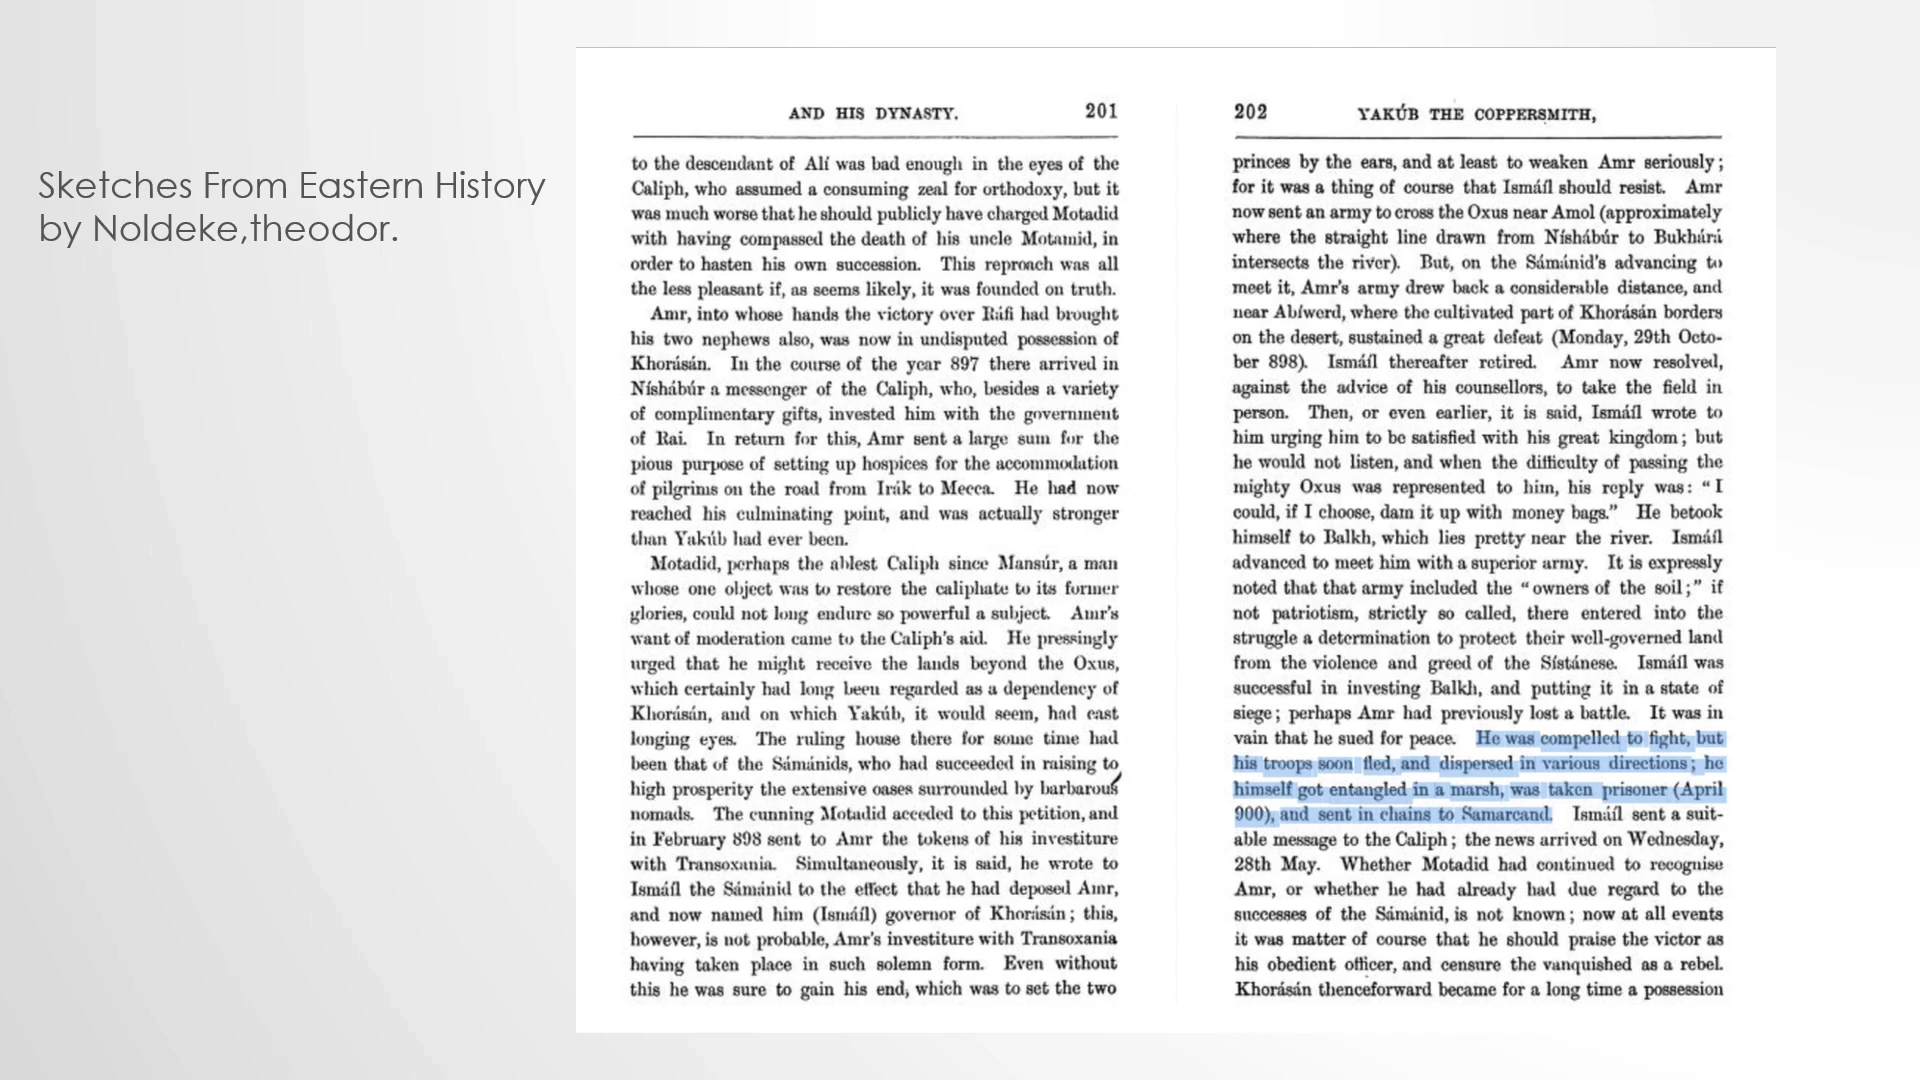 Sketches From Eastern History
by Noldeke,theodor.
AND HIS DYNASTY. 201
to the descendant of Alí was bad enough in the eyes of the
Caliph, who assumed a consuming zeal for orthodoxy, but it
was much worse that he should publicly have charged Motadid
with having compassed the death of his uncle Motamid, in
order to hasten his own succession. This reproach was all
the less pleasant if, as seems likely, it was founded on truth.
Amr, into whose hands the victory over Ráfi had brought
his two nephews also, was now in undisputed possession of
Khorásán. In the course of the year 897 there arrived in
Níshábúr a messenger of the Caliph, who, besides a variety
of complimentary gifts, invested him with the government
of Rai. In return for this, Amr sent a large sum for the
pious purpose of setting up hospices for the accommodation
of pilgrims on the road from Irák to Mecca. He had now
reached his culminating point, and was actually stronger
than Yakúb had ever been.
Motadid, perhaps the ablest Caliph since Mansúr, a man
whose one object was to restore the caliphate to its former
glories, could not long endure so powerful a subject. Amr's
want of moderation came to the Caliph's aid. He pressingly
urged that he might receive the lands beyond the Oxus,
which certainly had long been regarded as a dependency of
Khorásán, and on which Yakúb, it would seem, had cast
longing eyes. The ruling house there for some time had
been that of the Sámánids, who had succeeded in raising to
high prosperity the extensive oases surrounded by barbarous
nomads. The cunning Motadid acceded to this petition, and
in February 898 sent to Amr the tokens of his investiture
with Transoxania. Simultaneously, it is said, he wrote to
Ismáíl the Sámánid to the effect that he had deposed Amr,
and now named him (Ismáíl) governor of Khorásán; this,
however, is not probable, Amr's investiture with Transoxania
having taken place in such solemn form. Even without
this he was sure to gain his end, which was to set the two
202 YAKÚB THE COPPERSMITH,
princes by the ears, and at least to weaken Amr seriously;
for it was a thing of course that Ismáíl should resist. Amr
now sent an army to cross the Oxus near Amol (approximately
where the straight line drawn from Níshábúr to Bukhárá
intersects the river). But, on the Sámánid's advancing to
meet it, Amr's army drew back a considerable distance, and
near Abíwerd, where the cultivated part of Khorásán borders
on the desert, sustained a great defeat (Monday, 29th Octo-
ber 898). Ismáíl thereafter retired. Amr now resolved,
against the advice of his counsellors, to take the field in
person. Then, or even earlier, it is said, Ismáíl wrote to
him urging him to be satisfied with his great kingdom; but
he would not listen, and when the difficulty of passing the
mighty Oxus was represented to him, his reply was: "I
could, if I choose, dam it up with money bags." He betook
himself to Balkh, which lies pretty near the river. Ismáíl
advanced to meet him with a superior army. It is expressly
noted that that army included the "owners of the soil;" if
not patriotism, strictly so called, there entered into the
struggle a determination to protect their well-governed land
from the violence and greed of the Sístánese. Ismáíl was
successful in investing Balkh, and putting it in a state of
siege; perhaps Amr had previously lost a battle. It was in
vain that he sued for peace. He was compelled to fight, but
his troops soon fled, and dispersed in various directions; he
himself got entangled in a marsh, was taken prisoner (April
900), and sent in chains to Samarcand. Ismáíl sent a suit-
able message to the Caliph; the news arrived on Wednesday,
28th May. Whether Motadid had continued to recognise
Amr, or whether he had already had due regard to the
successes of the Sámánid, is not known; now at all events
it was matter of course that he should praise the victor as
his obedient officer, and censure the vanquished as a rebel.
Khorásán thenceforward became for a long time a possession